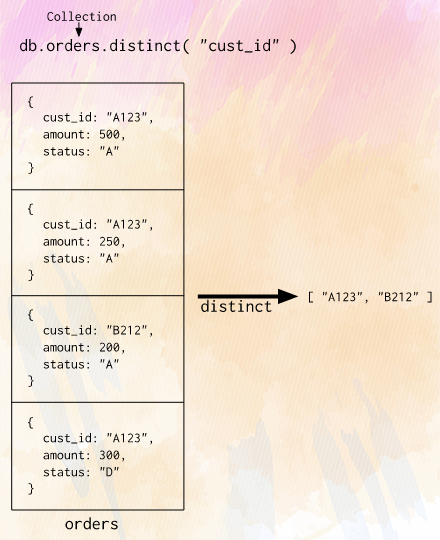 Collection
db.orders.distinct( "cust_id" )
{
cust_id: "A123",
amount: 500,
status: "A"
}
{
cust_id: "A123",
amount: 250,
status: "A"
}
{
cust_id: "B212",
amount: 200,
status: "A"
}
{
cust_id: "A123",
amount: 300,
status: "D"
}
orders
distinct
[ "A123", "B212" ]